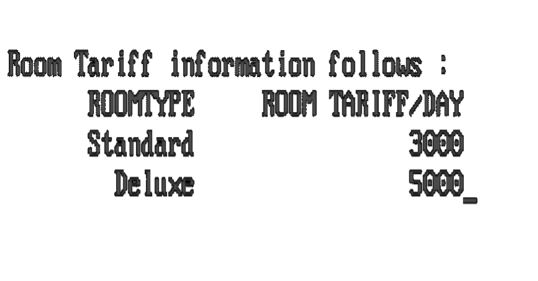 Room Tariff information follows :
ROOMTYPE ROOM TARIFF/DAY
Standard 3000
Deluxe 5000_